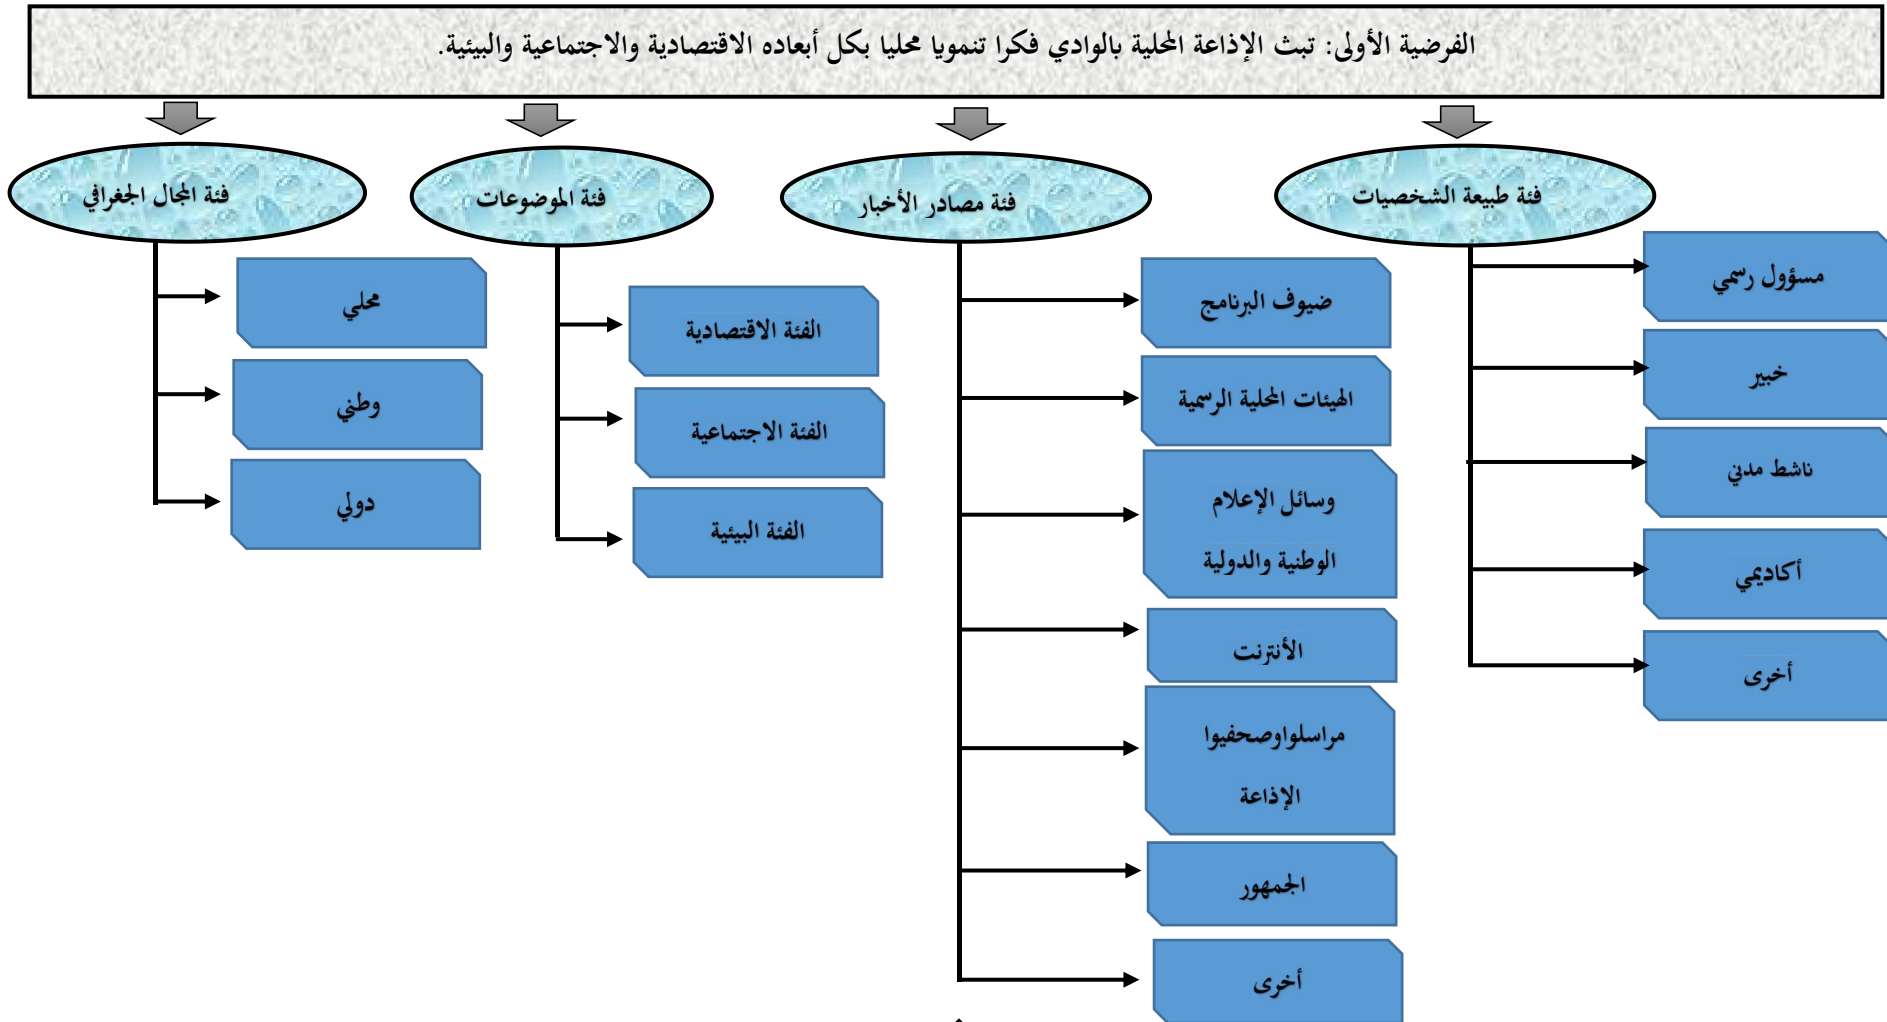 الفرضية الأولى: تبث الإذاعة المحلية بالوادي فكرا تنمويا محليا بكل أبعاده الاقتصادية والاجتماعية والبيئية.
فئة طبيعة الشخصيات
مسؤول رسمي
خبير
ناشط مدني
أكاديمي
أخرى
فئة مصادر الأخبار
ضيوف البرنامج
الهيئات المحلية الرسمية
وسائل الإعلام
الوطنية والدولية
الأنترنت
مراسلواوصحفيوا
الإذاعة
الجمهور
أخرى
فئة الموضوعات
الفئة الاقتصادية
الفئة الاجتماعية
الفئة البيئية
فئة المجال الجغرافي
محلي
وطني
دولي